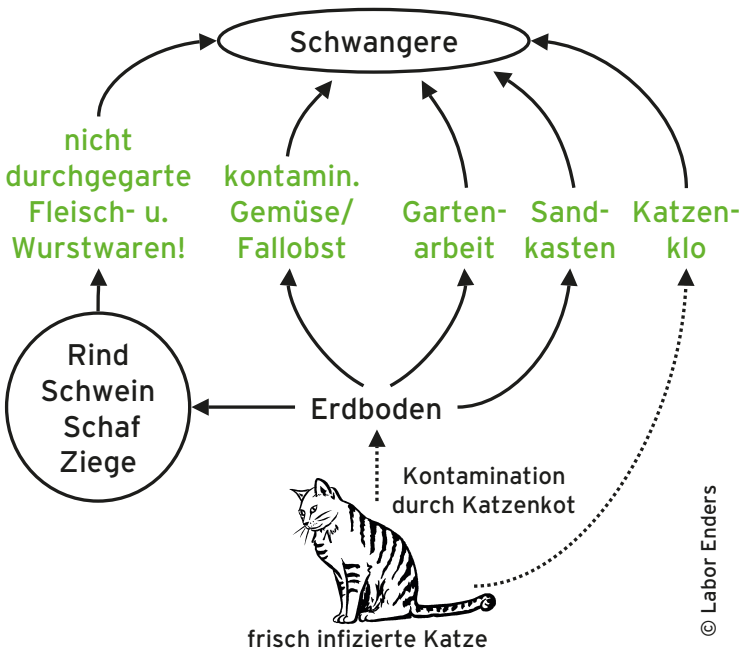 Schwangere
nicht
durchgegarte
Fleisch- u.
Wurstwaren!
kontamin.
Gemüse/
Fallobst
Garten-
arbeit
Sand-
kasten
Katzen-
klo
Rind
Schwein
Schaf
Ziege
Erdboden
Kontamination
durch Katzenkot
frisch infizierte Katze
© Labor Enders